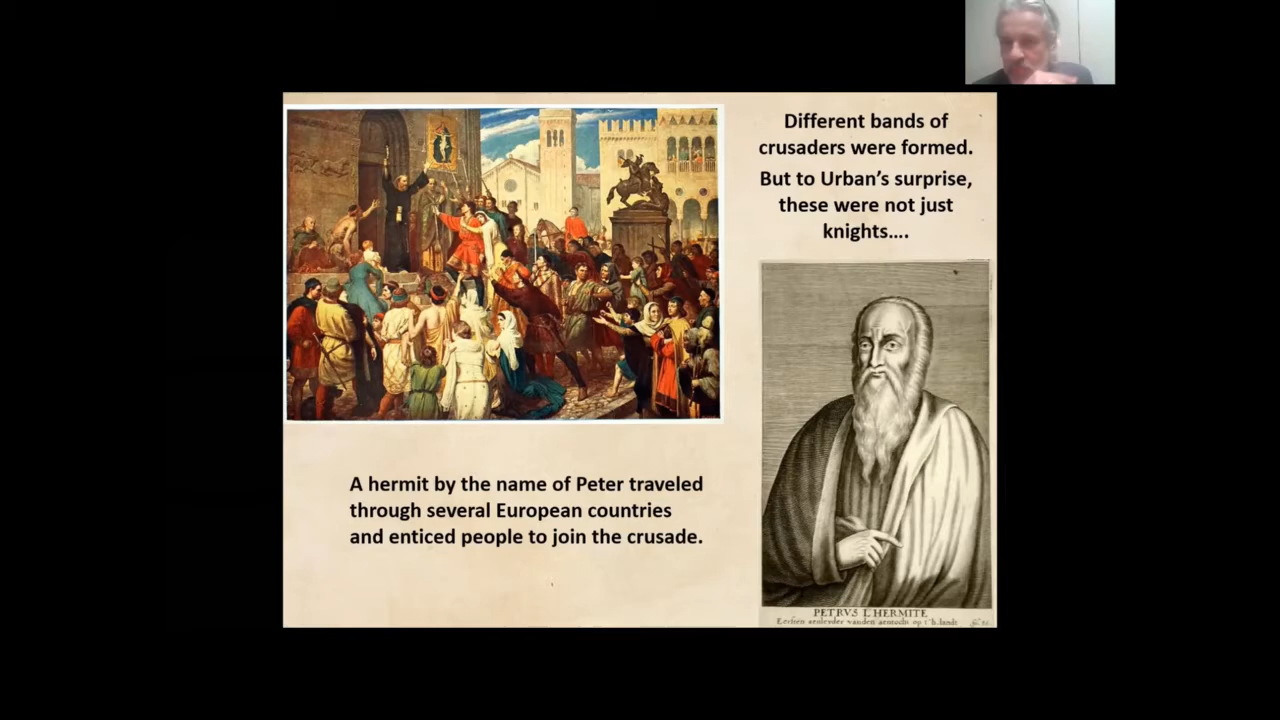 Different bands of
crusaders were formed.
But to Urban's surprise,
these were not just
knights....
A hermit by the name of Peter traveled
through several European countries
and enticed people to join the crusade.
PETRVS L'HERMITE